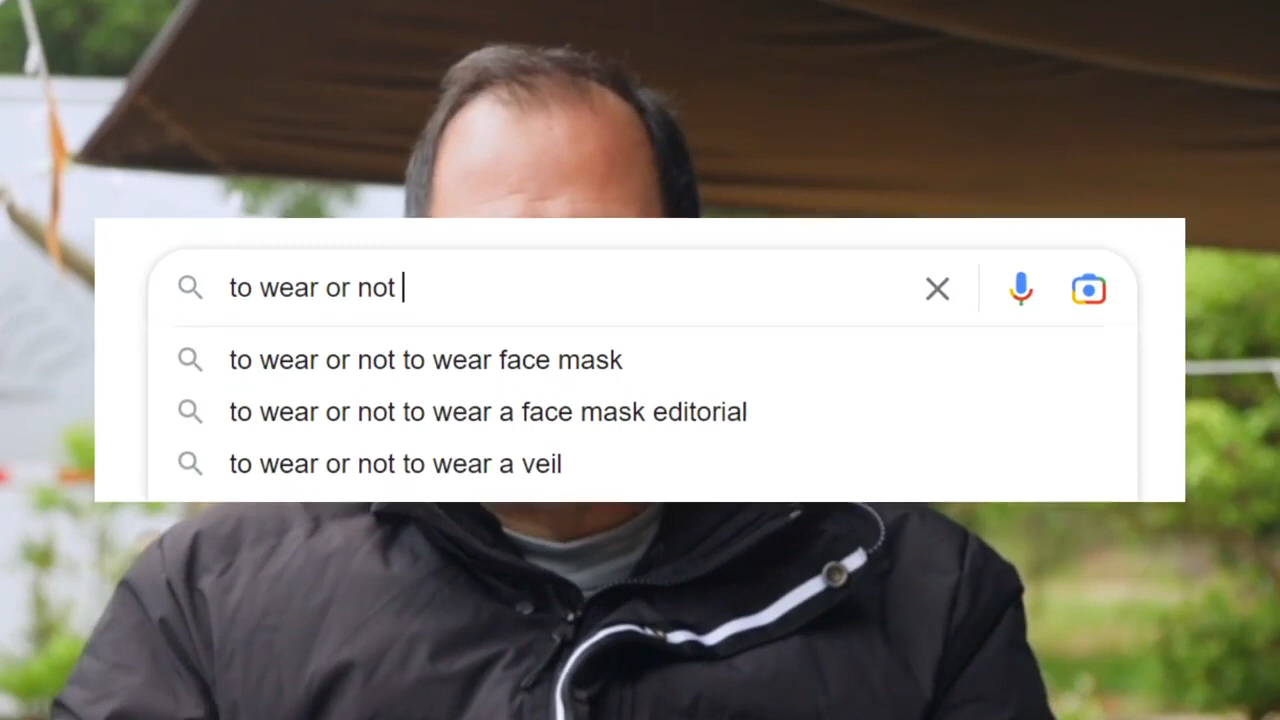 to wear or not
to wear or not to wear face mask
to wear or not to wear a face mask editorial
to wear or not to wear a veil